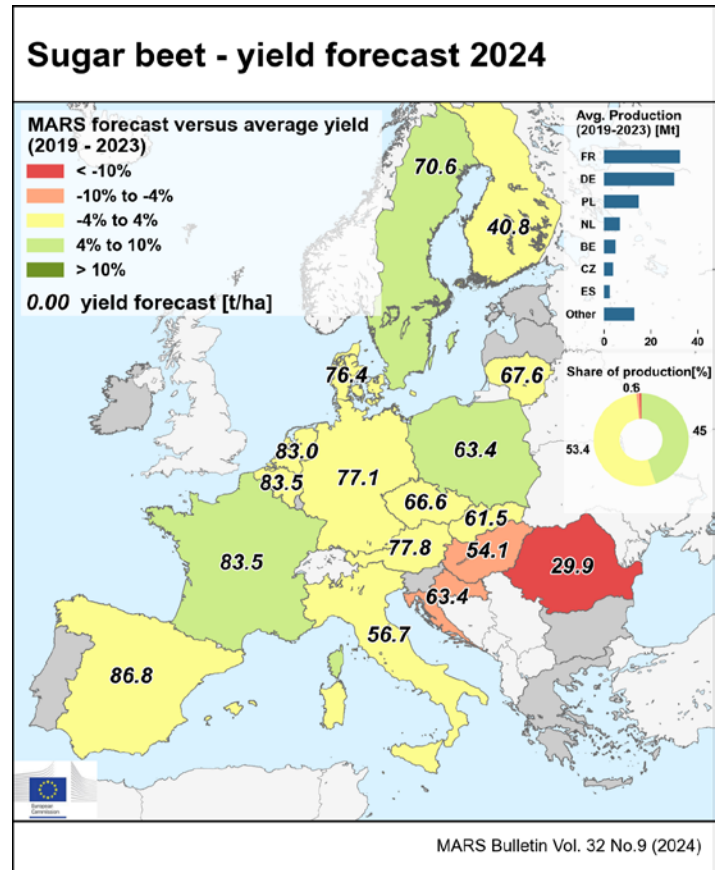 Sugar beet - yield forecast 2024
MARS forecast versus average yield
(2019 - 2023)
< -10%
-10% to -4%
-4% to 4%
4% to 10%
> 10%
0.00 yield forecast [t/ha]
Avg. Production
(2019-2023) [Mt]
FR
DE
PL
NL
BE
CZ
ES
Other
0 20 40
Share of production[%]
0.6
45
53.4
70.6
40.8
76.4
67.6
83.0
83.5
77.1
63.4
66.6
61.5
83.5
77.8
54.1
29.9
63.4
56.7
86.8
European
Commission
MARS Bulletin Vol. 32 No.9 (2024)